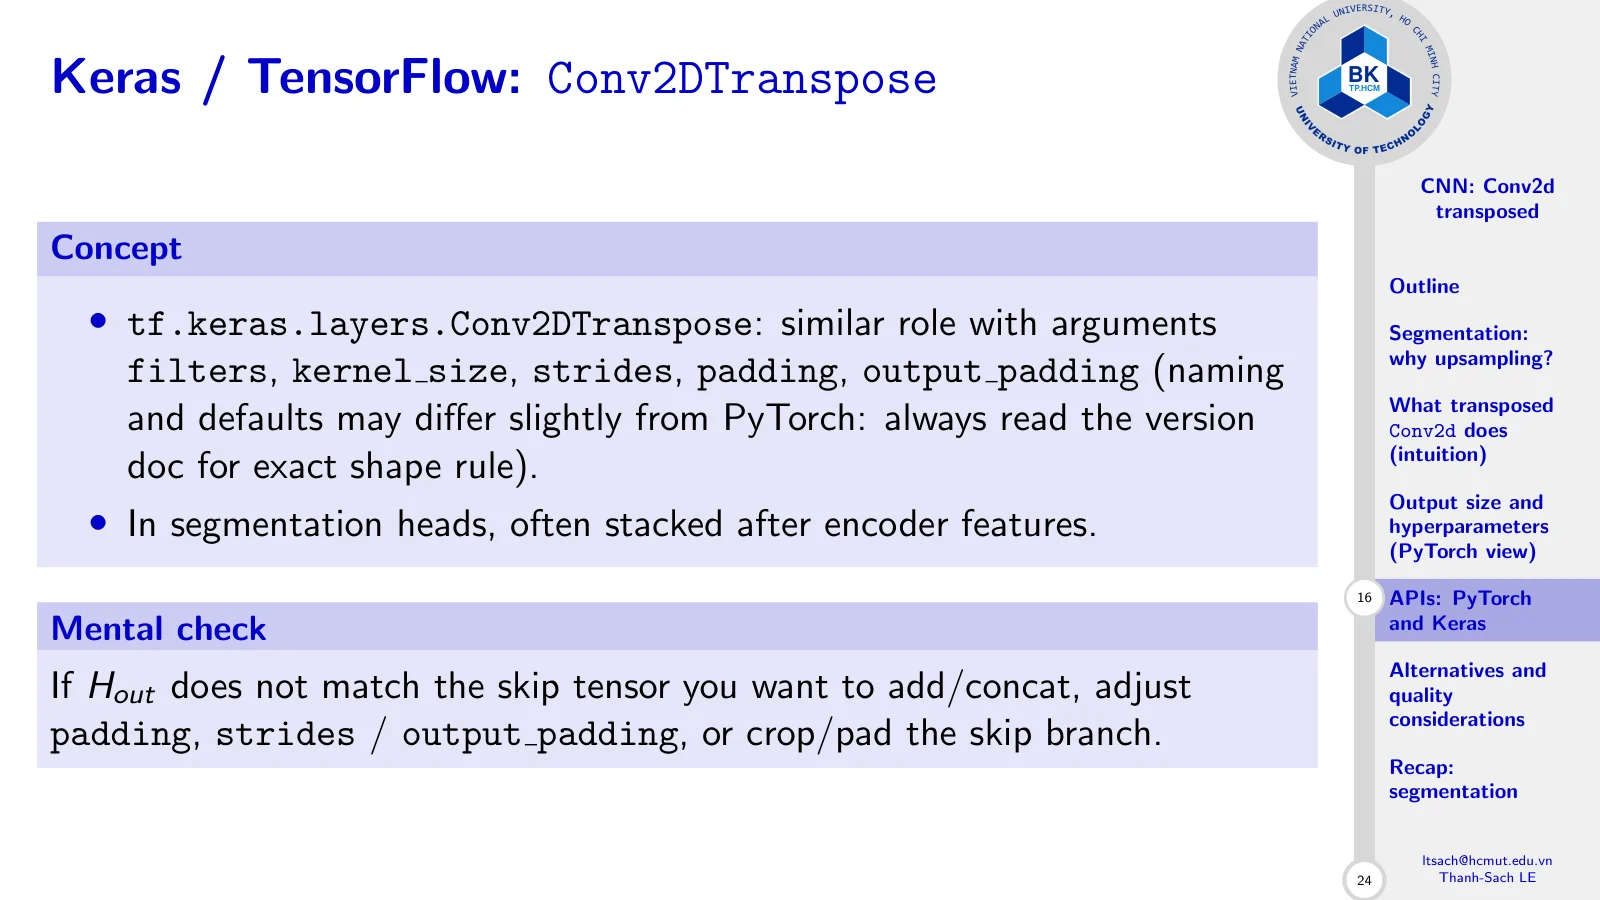 Keras / TensorFlow: Conv2DTranspose
Concept
• tf.keras.layers.Conv2DTranspose: similar role with arguments
filters, kernel_size, strides, padding, output_padding (naming
and defaults may differ slightly from PyTorch: always read the version
doc for exact shape rule).
• In segmentation heads, often stacked after encoder features.
Mental check
If H_out does not match the skip tensor you want to add/concat, adjust
padding, strides / output_padding, or crop/pad the skip branch.
VIETNAM NATIONAL UNIVERSITY, HO CHI MINH CITY
BK
TP.HCM
UNIVERSITY OF TECHNOLOGY
CNN: Conv2d
transposed
Outline
Segmentation:
why upsampling?
What transposed
Conv2d does
(intuition)
Output size and
hyperparameters
(PyTorch view)
16
APIs: PyTorch
and Keras
Alternatives and
quality
considerations
Recap:
segmentation
24
ltsach@hcmut.edu.vn
Thanh-Sach LE